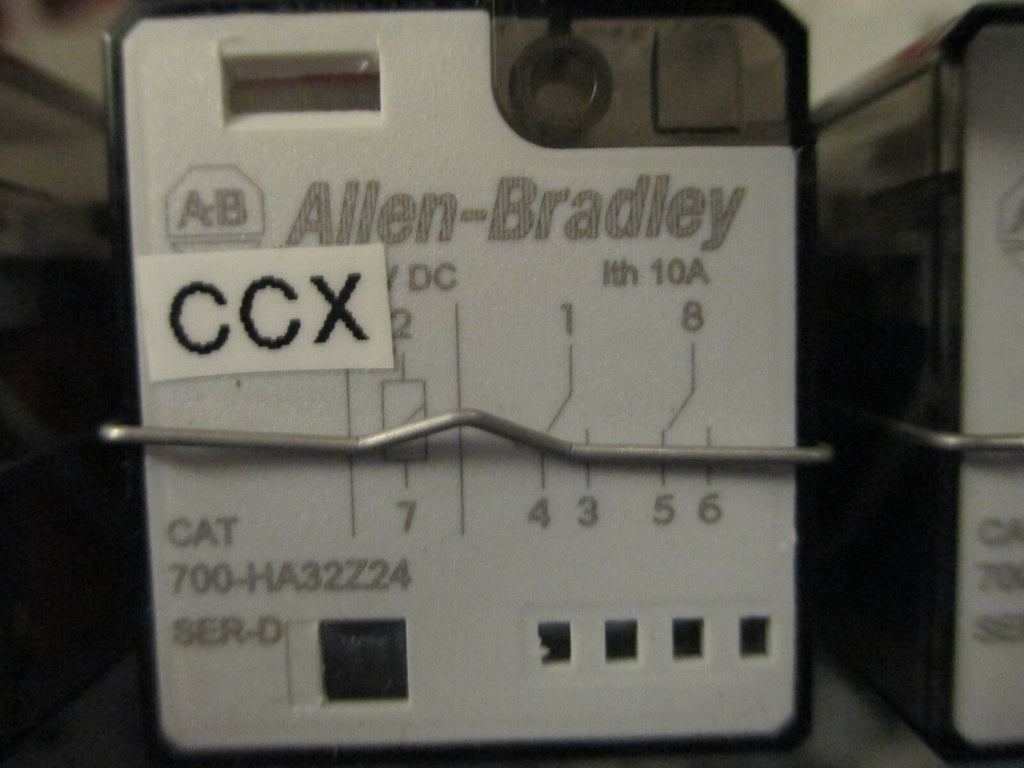 A-B Allen-Bradley
CCX
V DC Ith 10A
2 1 8
7 4 3 5 6
CAT
700-HA32Z24
SER-D